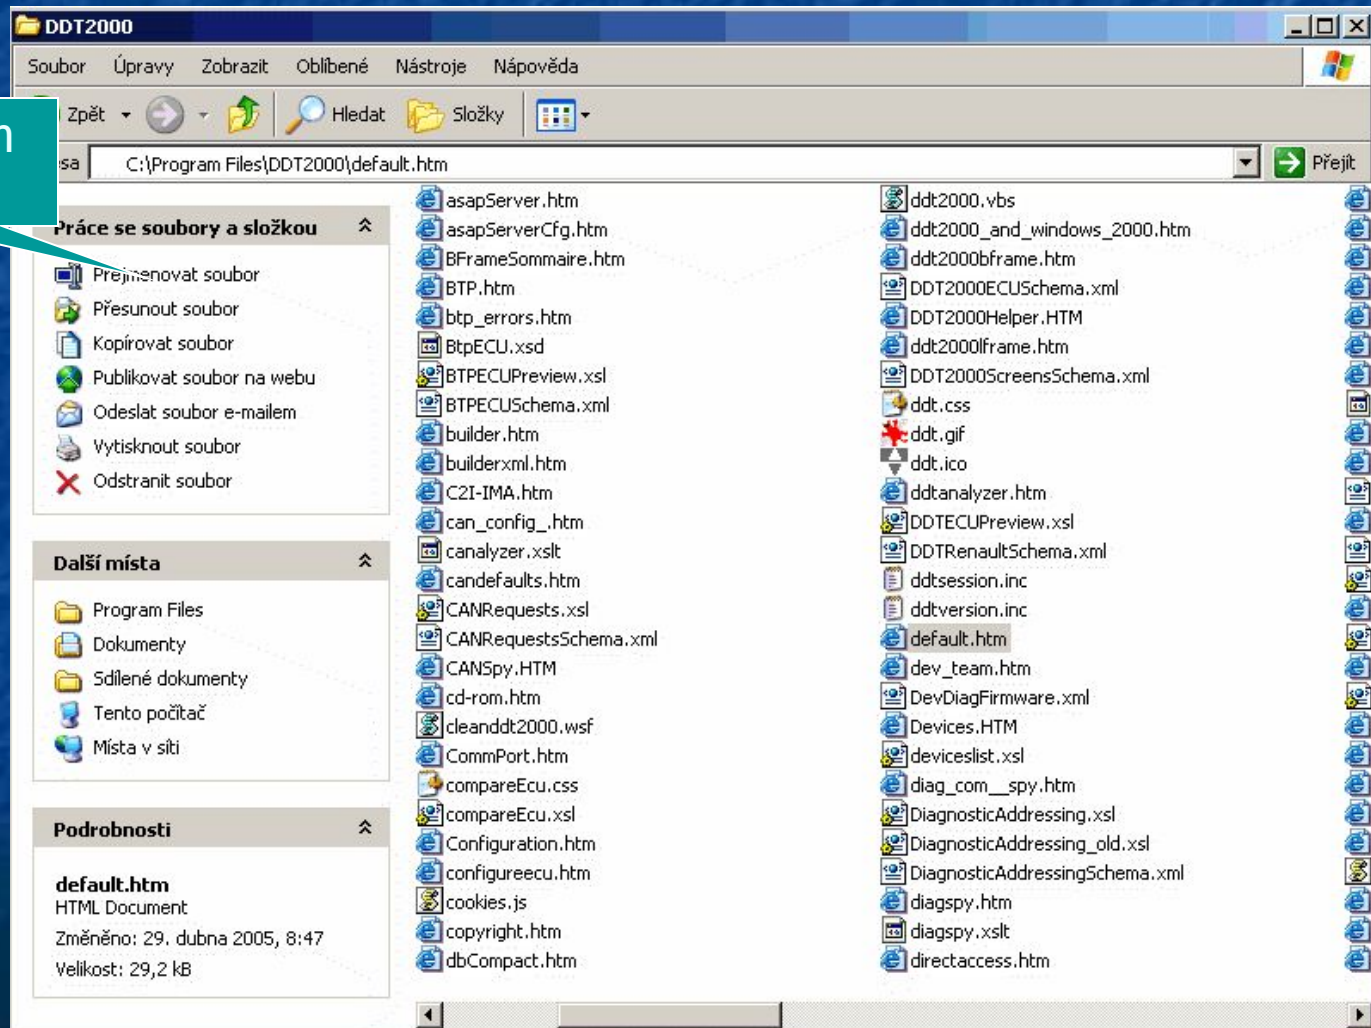 DDT2000
Soubor Úpravy Zobrazit Oblíbené Nástroje Nápověda
Zpět Hledat Složky
sa C:\Program Files\DDT2000\default.htm Přejít
Práce se soubory a složkou
Přejmenovat soubor
Přesunout soubor
Kopírovat soubor
Publikovat soubor na webu
Odeslat soubor e-mailem
Vytisknout soubor
Odstranit soubor
Další místa
Program Files
Dokumenty
Sdílené dokumenty
Tento počítač
Místa v síti
Podrobnosti
default.htm
HTML Document
Změněno: 29. dubna 2005, 8:47
Velikost: 29,2 kB
asapServer.htm
asapServerCfg.htm
BFrameSommaire.htm
BTP.htm
btp_errors.htm
BtpECU.xsd
BTPECUPreview.xsl
BTPECUSchema.xml
builder.htm
builderxml.htm
C2I-IMA.htm
can_config_.htm
canalyzer.xslt
candefaults.htm
CANRequests.xsl
CANRequestsSchema.xml
CANSpy.HTM
cd-rom.htm
cleanddt2000.wsf
CommPort.htm
compareEcu.css
compareEcu.xsl
Configuration.htm
configureecu.htm
cookies.js
copyright.htm
dbCompact.htm
ddt2000.vbs
ddt2000_and_windows_2000.htm
ddt2000bframe.htm
DDT2000ECUSchema.xml
DDT2000Helper.HTM
ddt2000lframe.htm
DDT2000ScreensSchema.xml
ddt.css
ddt.gif
ddt.ico
ddtanalyzer.htm
DDTECUPreview.xsl
DDTRenaultSchema.xml
ddtsession.inc
ddtversion.inc
default.htm
dev_team.htm
DevDiagFirmware.xml
Devices.HTM
deviceslist.xsl
diag_com__spy.htm
DiagnosticAddressing.xsl
DiagnosticAddressing_old.xsl
DiagnosticAddressingSchema.xml
diagspy.htm
diagspy.xslt
directaccess.htm